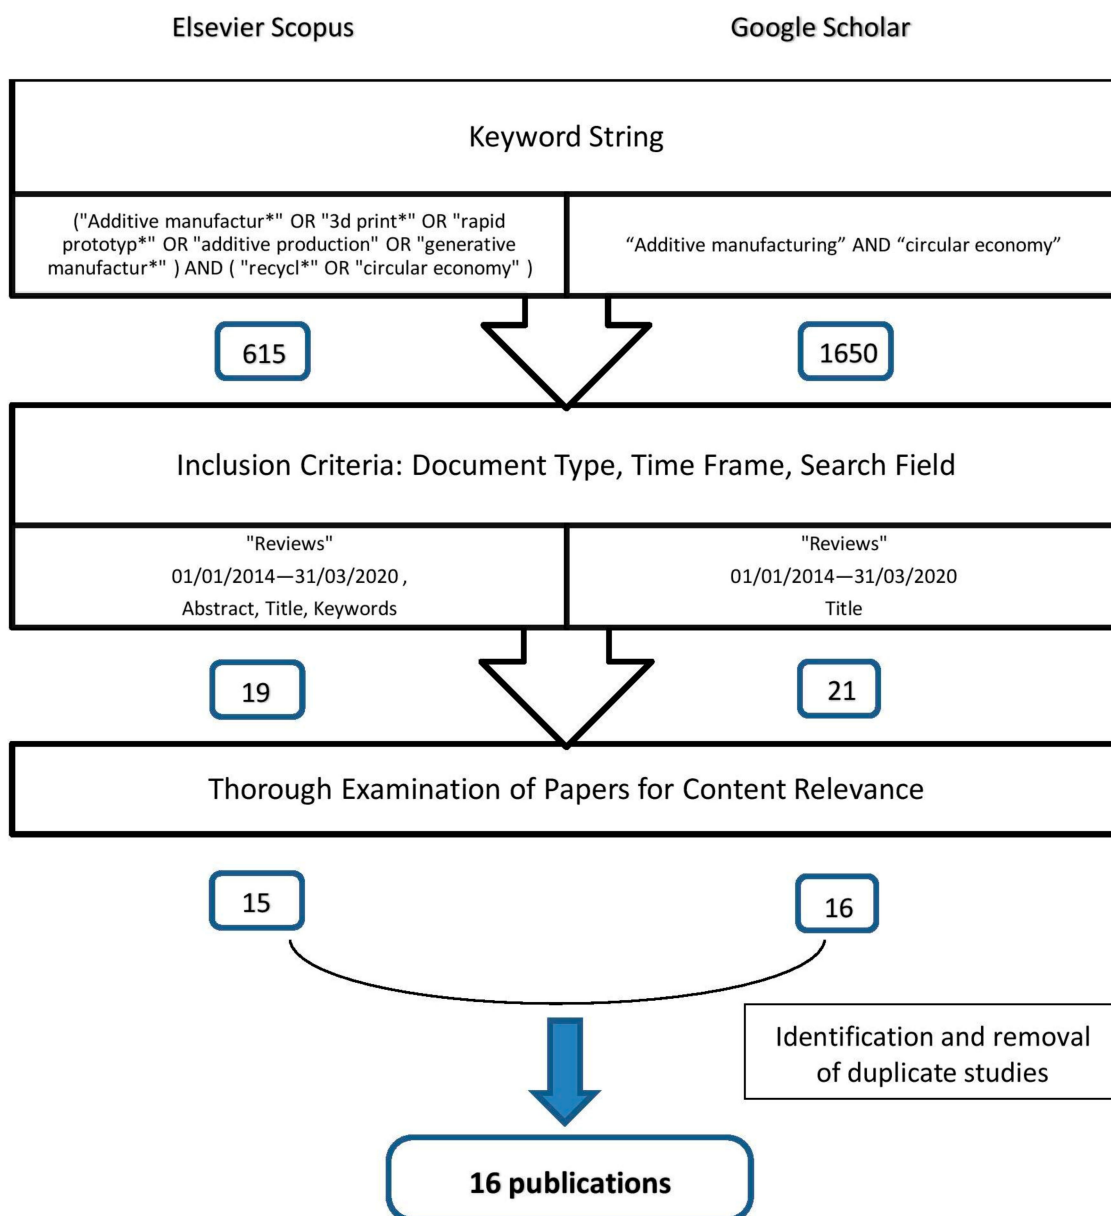 Elsevier Scopus
Google Scholar
Keyword String
("Additive manufactur*" OR "3d print*" OR "rapid
prototyp*" OR "additive production" OR "generative
manufactur*" ) AND ( "recycl*" OR "circular economy" )
“Additive manufacturing” AND “circular economy”
615
1650
Inclusion Criteria: Document Type, Time Frame, Search Field
"Reviews"
01/01/2014—31/03/2020 ,
Abstract, Title, Keywords
"Reviews"
01/01/2014—31/03/2020
Title
19
21
Thorough Examination of Papers for Content Relevance
15
16
Identification and removal
of duplicate studies
16 publications